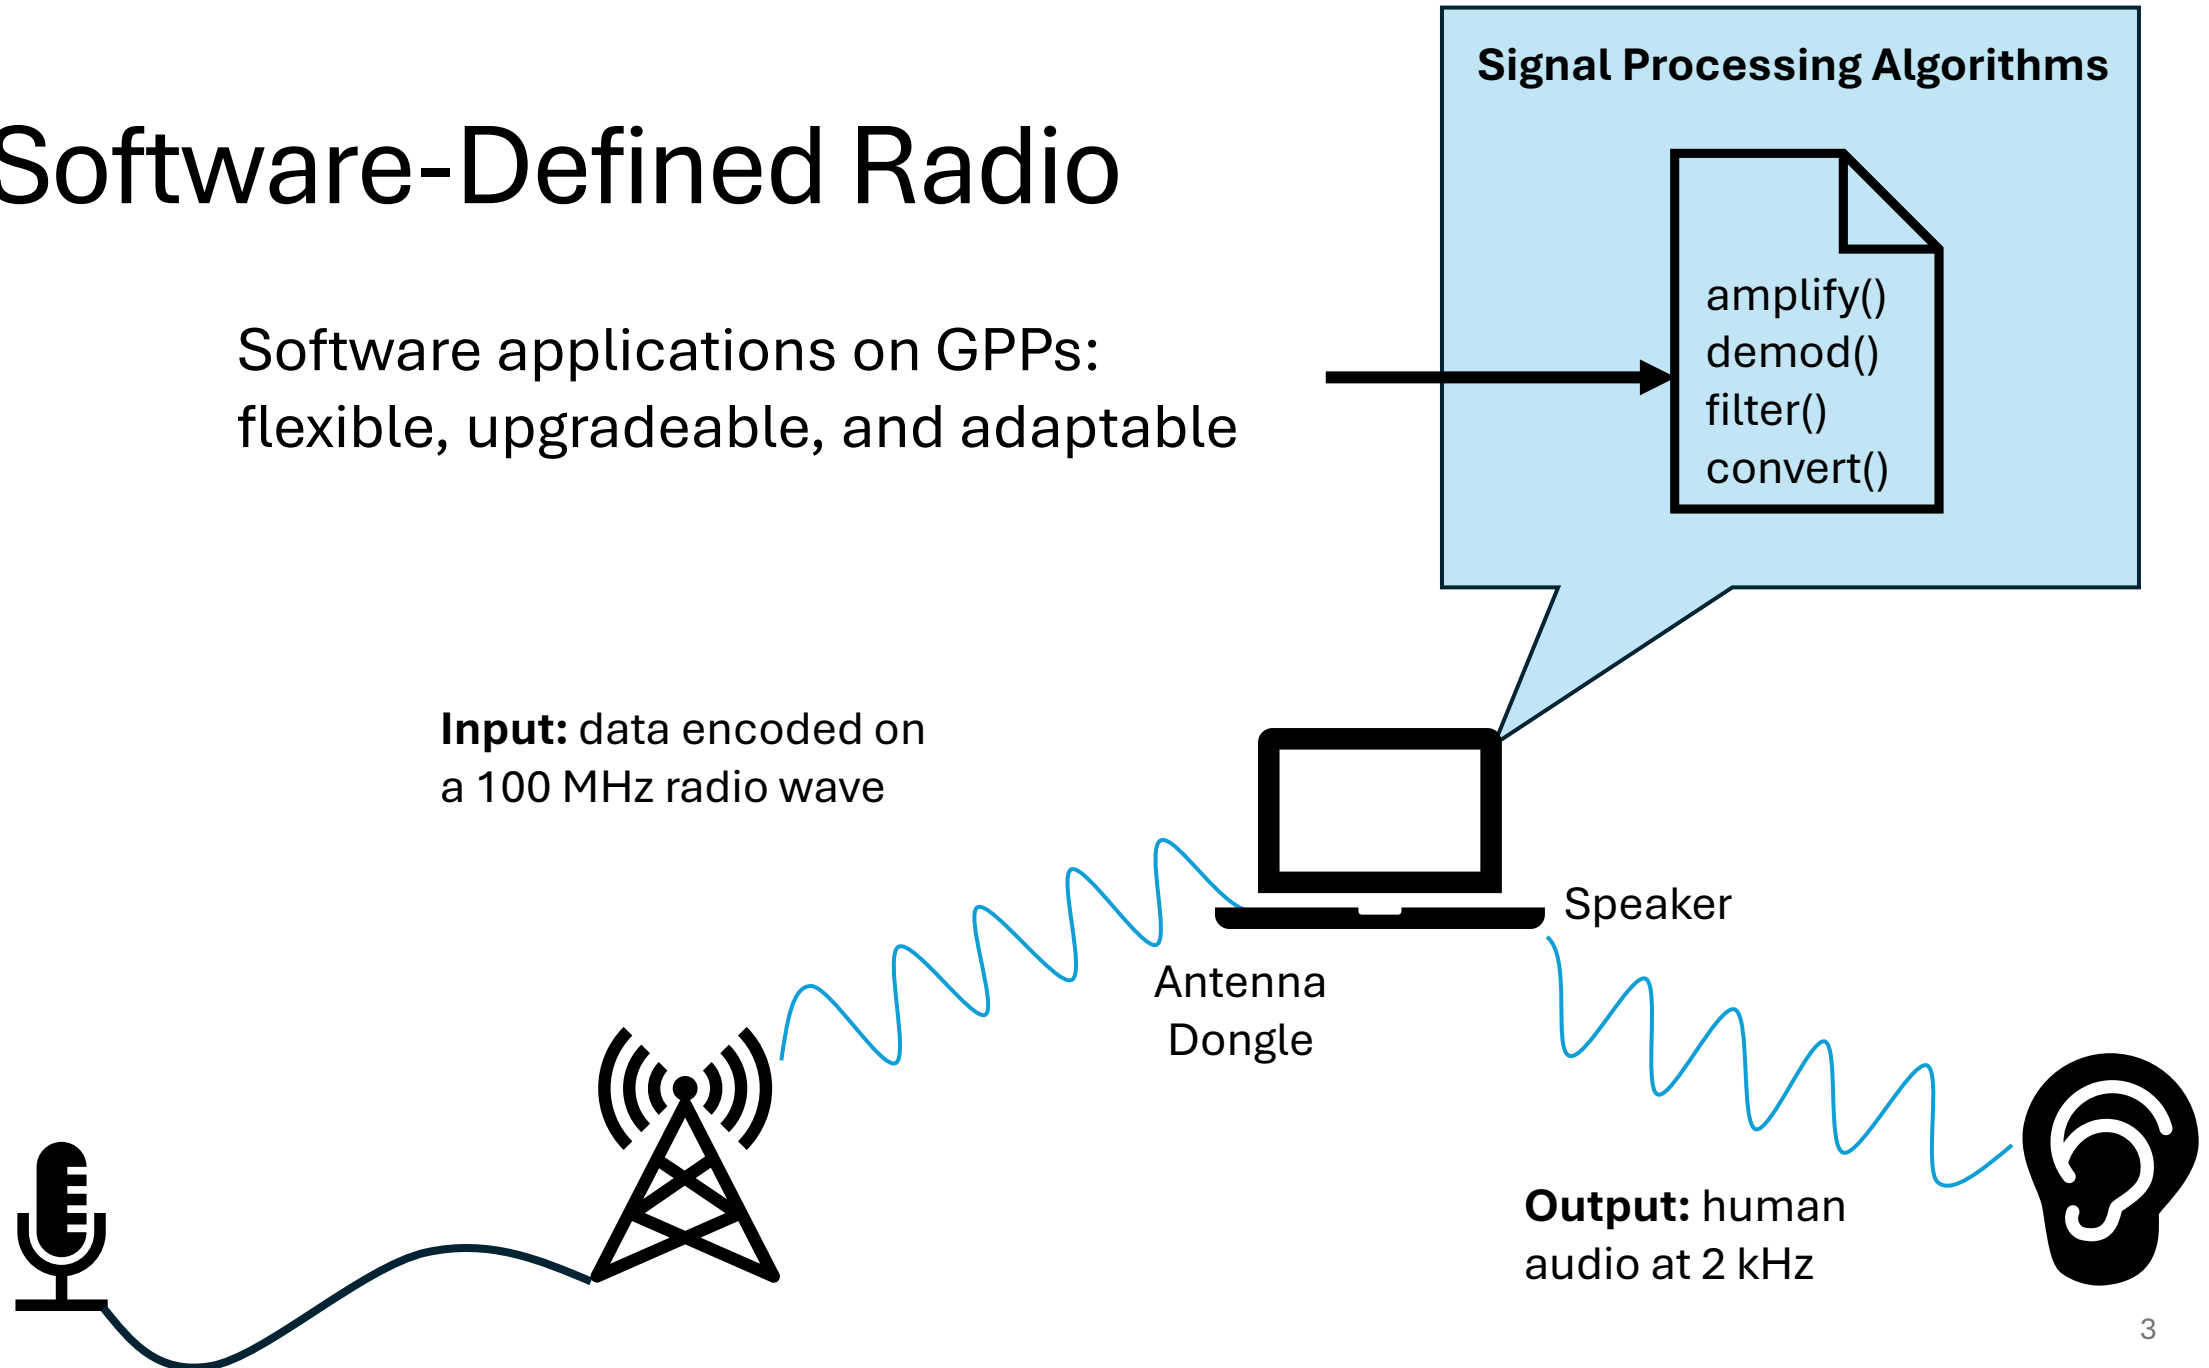 Software-Defined Radio
Signal Processing Algorithms
Software applications on GPPs:
flexible, upgradeable, and adaptable
amplify()
demod()
filter()
convert()
Input: data encoded on
a 100 MHz radio wave
Speaker
Antenna
Dongle
Output: human
audio at 2 kHz
3